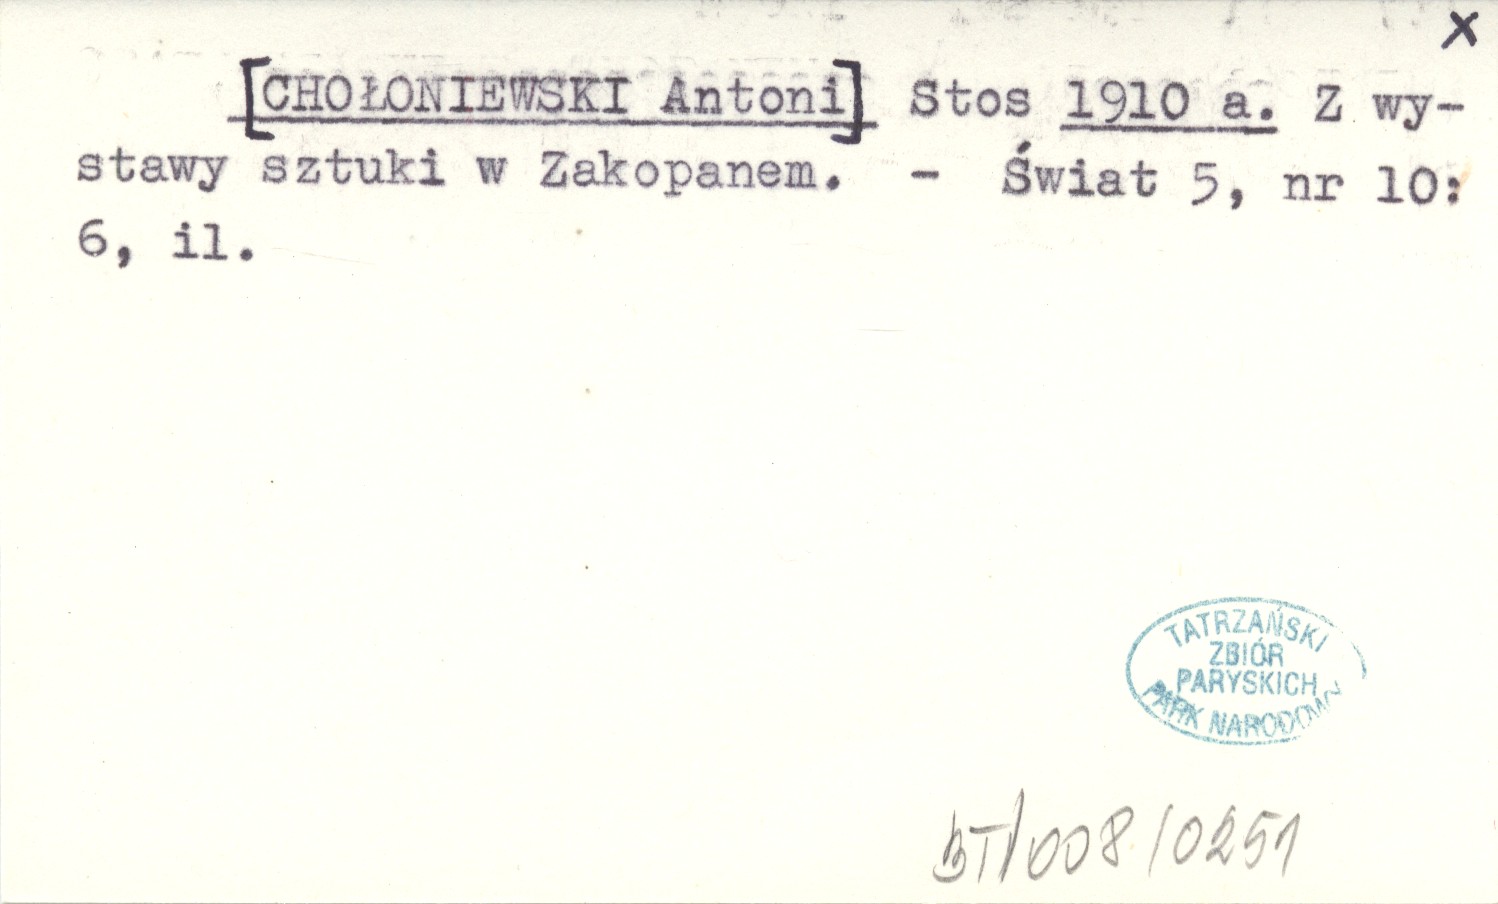 x
[CHOŁONIEWSKI Antoni] Stos 1910 a. Z wy-
stawy sztuki w Zakopanem. - Świat 5, nr 10:
6, il.
TATRZAŃSKI
ZBIÓR
PARYSKICH
PARK NARODOWY
BT/008/0251